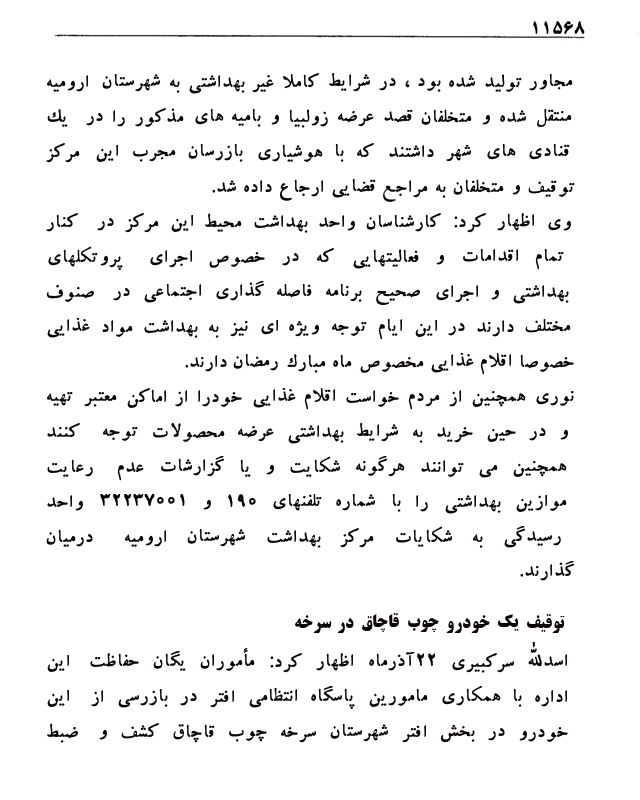 ۱۱۵۶۸
مجاور تولید شده بود ، در شرایط کاملا غیر بهداشتی به شهرستان ارومیه
منتقل شده و متخلفان قصد عرضه زولبیا و بامیه های مذکور را در یك
قنادی های شهر داشتند که با هوشیاری بازرسان مجرب این مرکز
توقیف و متخلفان به مراجع قضایی ارجاع داده شد.
وی اظهار کرد: کارشناسان واحد بهداشت محیط این مرکز در کنار
تمام اقدامات و فعالیتهایی که در خصوص اجرای پروتکلهای
بهداشتی و اجرای صحیح برنامه فاصله گذاری اجتماعی در صنوف
مختلف دارند در این ایام توجه ویژه ای نیز به بهداشت مواد غذایی
خصوصا اقلام غذایی مخصوص ماه مبارك رمضان دارند.
نوری همچنین از مردم خواست اقلام غذایی خودرا از اماکن معتبر تهیه
و در حین خرید به شرایط بهداشتی عرضه محصولات توجه کنند
همچنین می توانند هرگونه شکایت و یا گزارشات عدم رعایت
موازین بهداشتی را با شماره تلفنهای ۱۹۰ و ۳۲۲۳۷۰۰۱ واحد
رسیدگی به شکایات مرکز بهداشت شهرستان ارومیه درمیان
گذارند.
توقیف یک خودرو چوب قاچاق در سرخه
اسدلله سرکبیری ۲۲آذرماه اظهار کرد: مأموران یگان حفاظت این
اداره با همکاری مامورین پاسگاه انتظامی افتر در بازرسی از این
خودرو در بخش افتر شهرستان سرخه چوب قاچاق کشف و ضبط